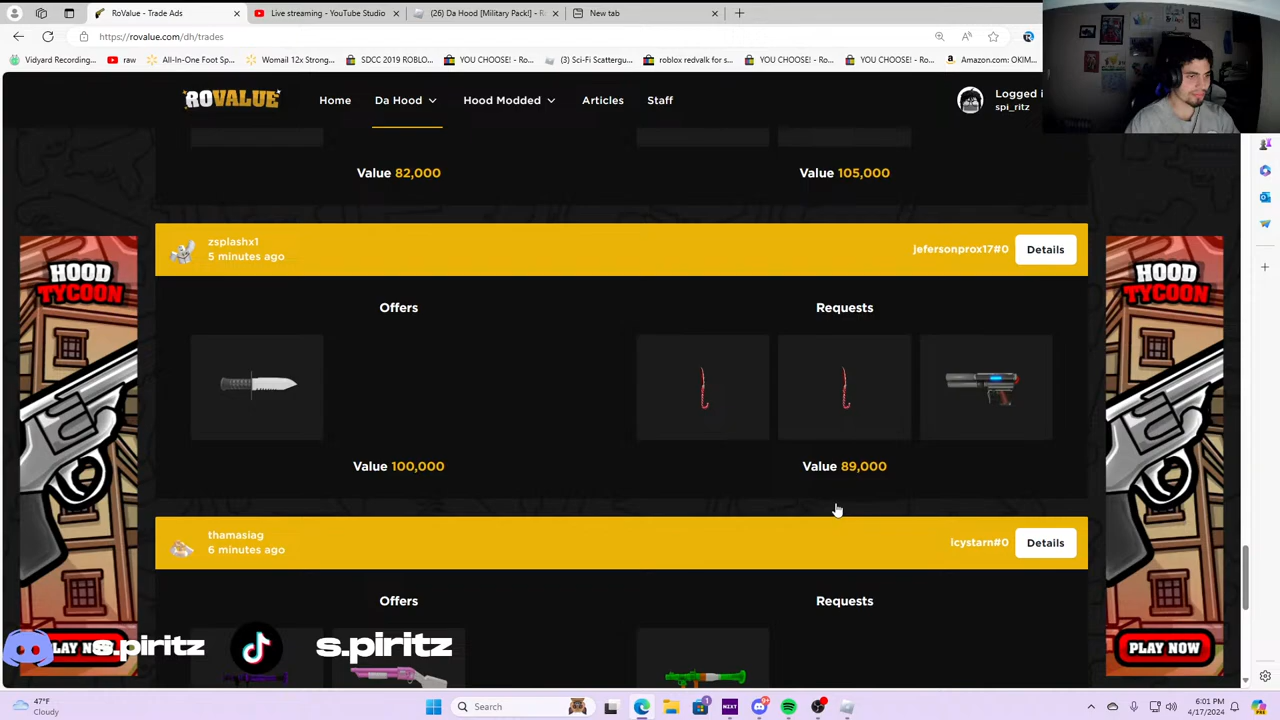 RoValue - Trade Ads
Live streaming - YouTube Studio
(26) Da Hood [Military Pack!] - R
New tab
https://rovalue.com/dh/trades
Vidyard Recording...
raw
All-In-One Foot Sp...
Womail 12x Strong...
SDCC 2019 ROBLO...
YOU CHOOSE! - Ro...
(3) Sci-Fi Scattergu...
roblox redvalk for s...
YOU CHOOSE! - Ro...
YOU CHOOSE! - Ro...
Amazon.com: OKIM...
ROVALUE
Home
Da Hood
Hood Modded
Articles
Staff
Logged i
spi_ritz
Value 82,000
Value 105,000
zsplashx1
5 minutes ago
jefersonprox17#0
Details
Offers
Requests
Value 100,000
Value 89,000
thamasiag
6 minutes ago
icystarn#0
Details
Offers
Requests
HOOD
TYCOON
PLAY NOW
HOOD
TYCOON
PLAY NOW
s.piritz
s.piritz
47°F
Cloudy
Search
NIXT
6:01 PM
4/17/2024